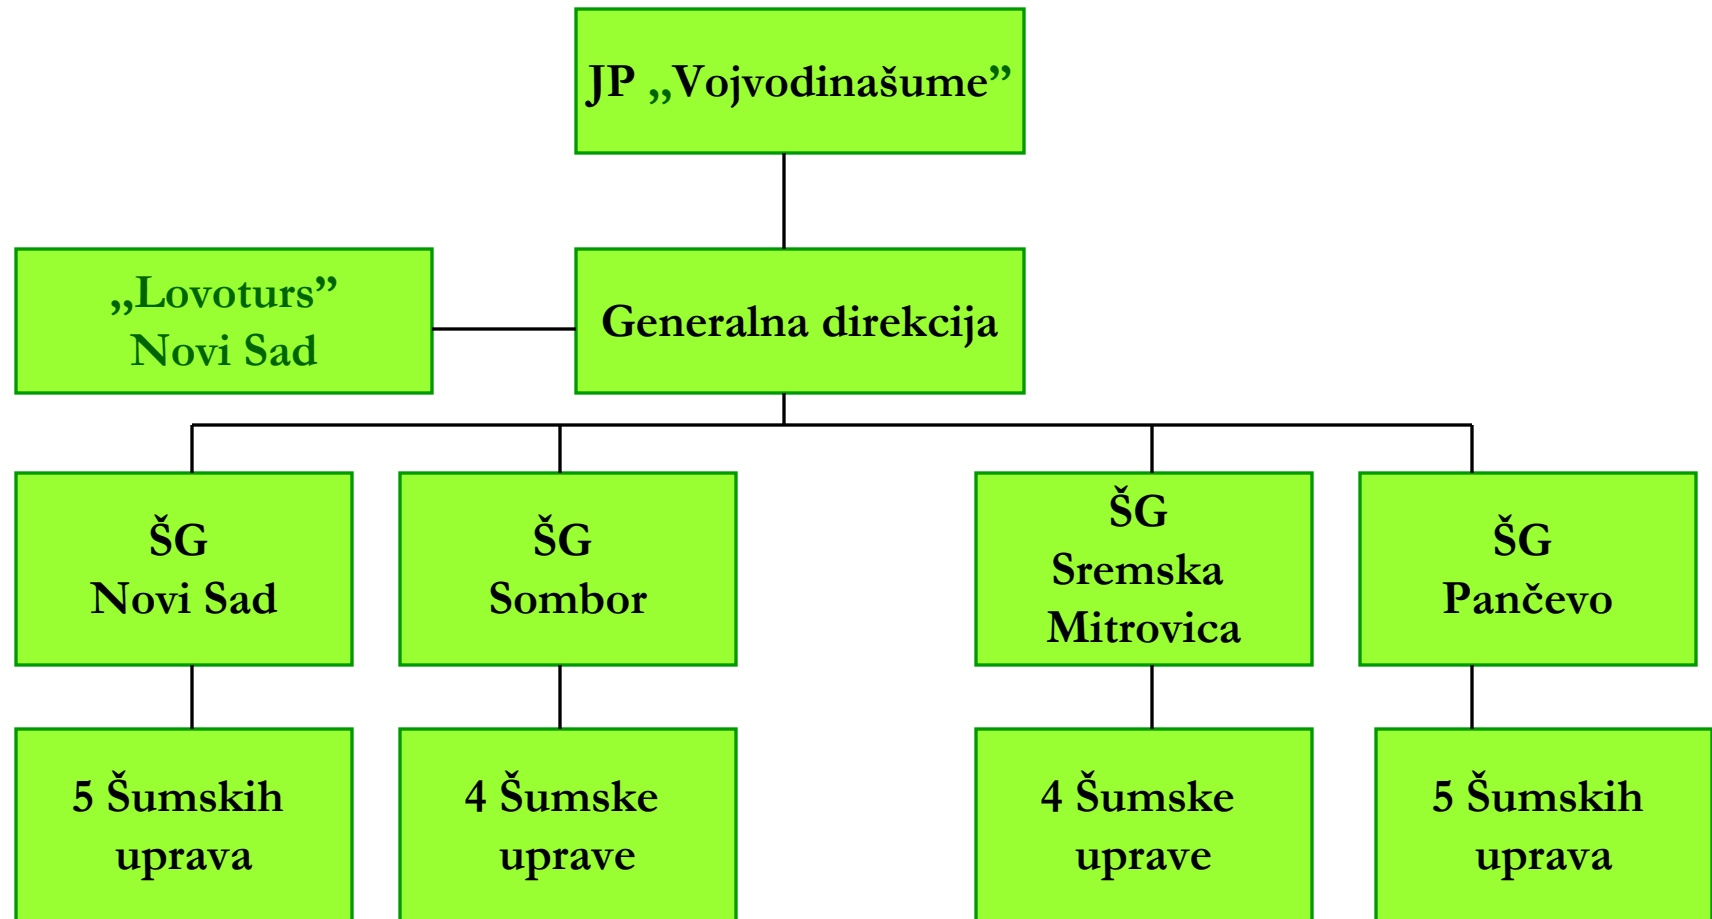 JP „Vojvodinašume”
„Lovoturs”
Novi Sad
Generalna direkcija
ŠG
Novi Sad
ŠG
Sombor
ŠG
Sremska
Mitrovica
ŠG
Pančevo
5 Šumskih
uprava
4 Šumske
uprave
4 Šumske
uprave
5 Šumskih
uprava